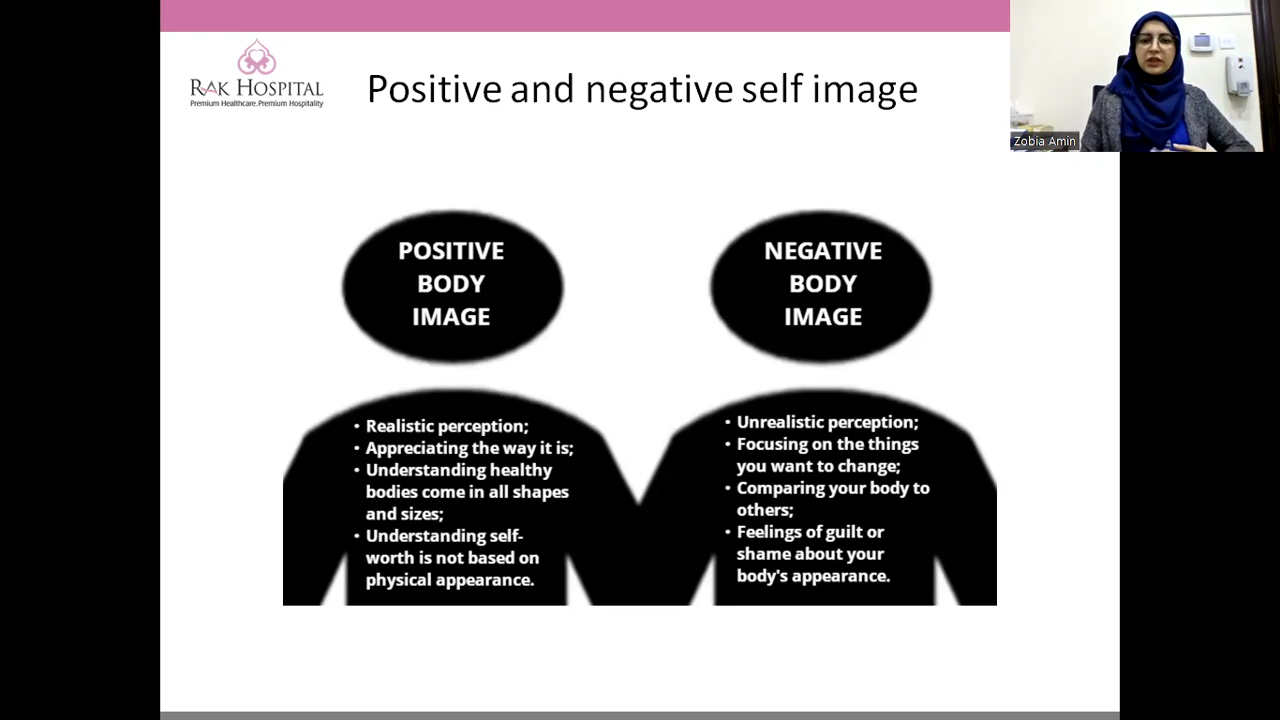 RAK HOSPITAL
Premium Healthcare.Premium Hospitality
Positive and negative self image
Zobia Amin
POSITIVE
BODY
IMAGE
• Realistic perception;
• Appreciating the way it is;
• Understanding healthy
bodies come in all shapes
and sizes;
• Understanding self-
worth is not based on
physical appearance.
NEGATIVE
BODY
IMAGE
• Unrealistic perception;
• Focusing on the things
you want to change;
• Comparing your body to
others;
• Feelings of guilt or
shame about your
body's appearance.